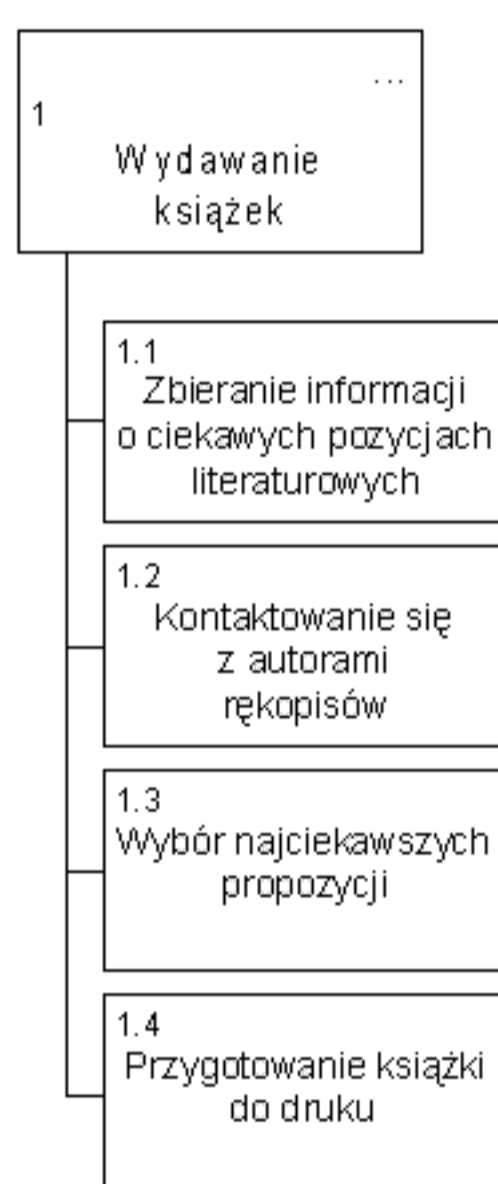 ...
1
Wydawanie
książek
1.1
Zbieranie informacji
o ciekawych pozycjach
literaturowych
1.2
Kontaktowanie się
z autorami
rękopisów
1.3
Wybór najciekawszych
propozycji
1.4
Przygotowanie książki
do druku